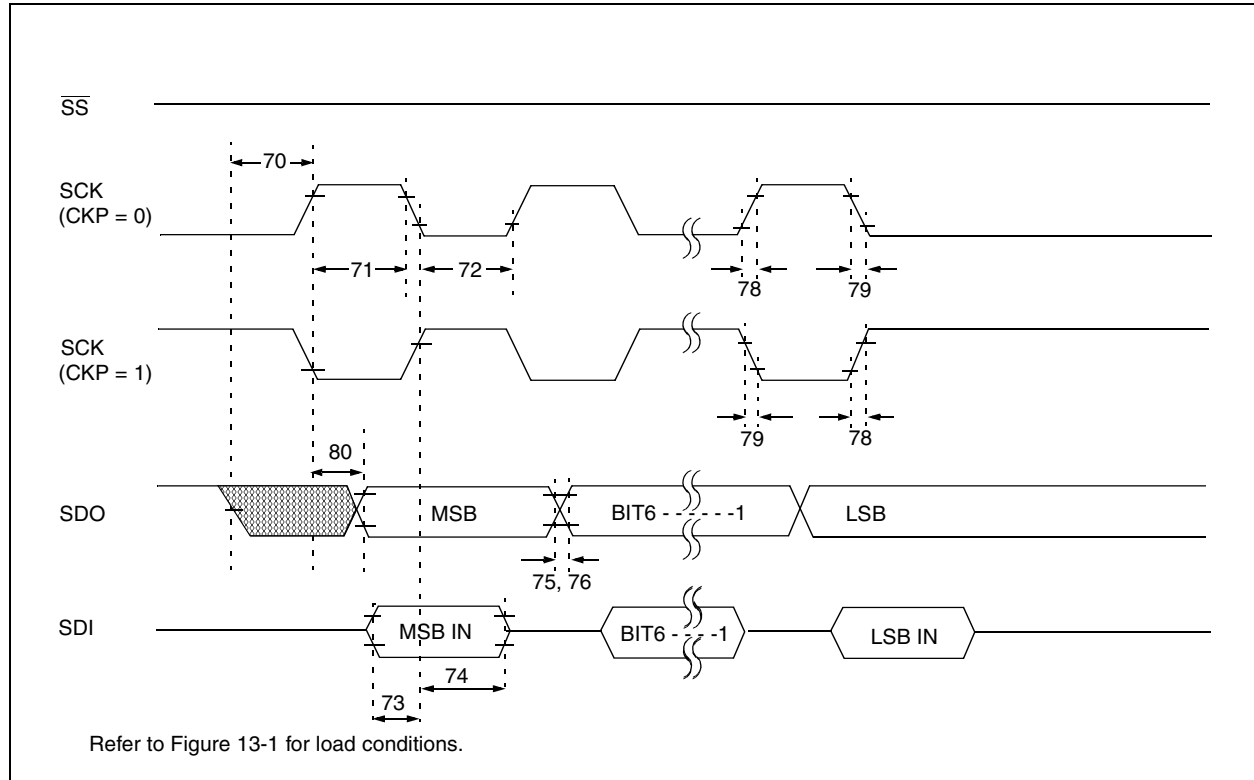 SS
70
SCK
(CKP = 0)
71
72
78
79
SCK
(CKP = 1)
79
78
80
SDO
MSB
BIT6 - - - - - -1
LSB
75, 76
SDI
MSB IN
BIT6 - - - - -1
LSB IN
74
73
Refer to Figure 13-1 for load conditions.